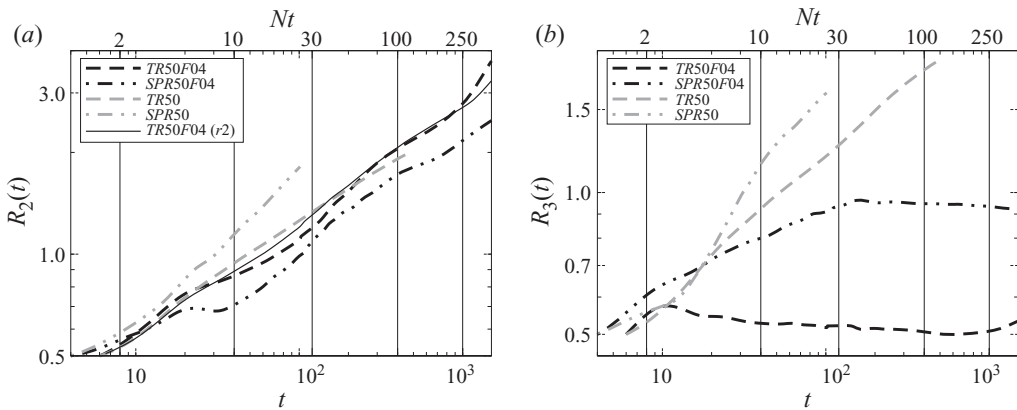 (a)
Nt
2 10 30 100 250
3.0
1.0
0.5
R2(t)
TR50F04
SPR50F04
TR50
SPR50
TR50F04 (r2)
10 10² 10³
t
(b)
Nt
2 10 30 100 250
1.5
1.0
0.7
0.5
R3(t)
TR50F04
SPR50F04
TR50
SPR50
10 10² 10³
t